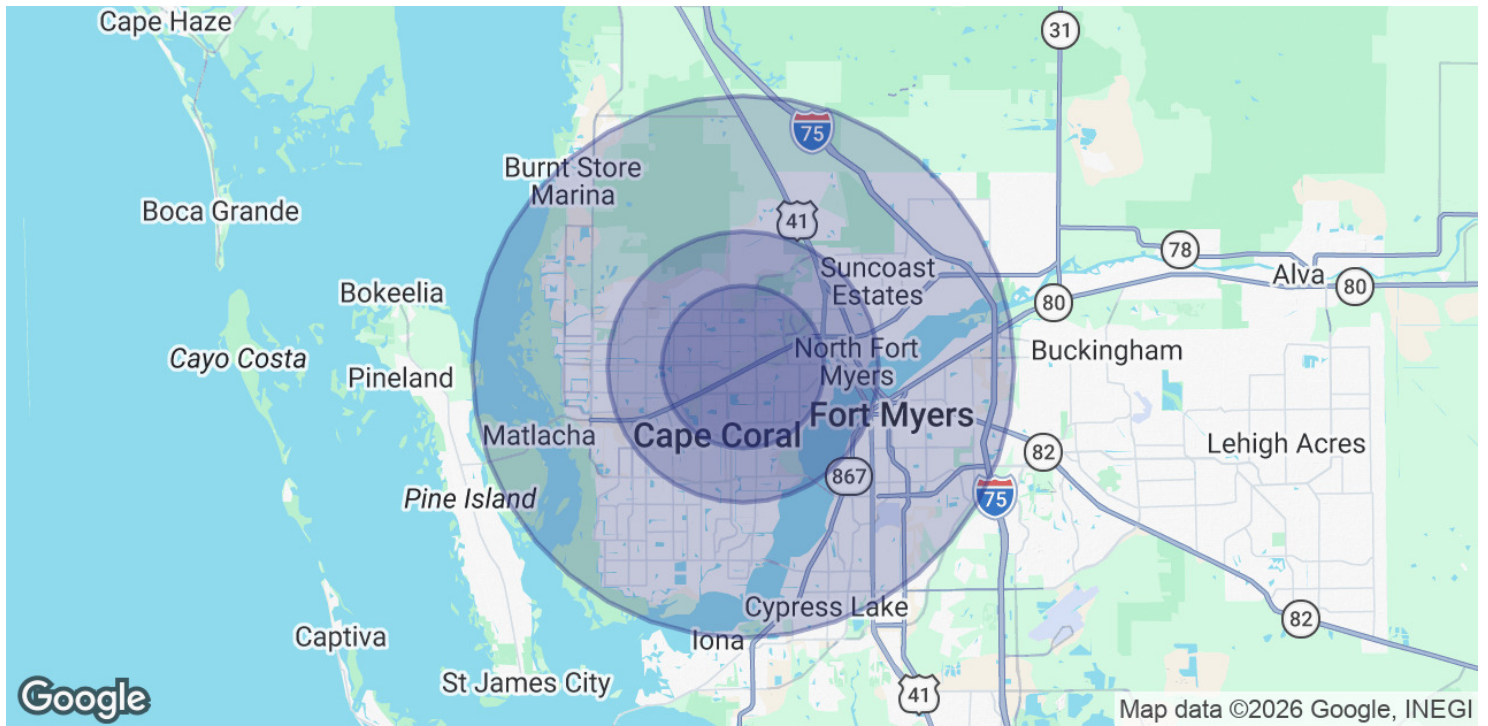 Cape Haze
31
75
Burnt Store
Marina
Boca Grande
41
78
Suncoast
Estates
Alva
80
Bokeelia
80
Cayo Costa
North Fort
Myers
Buckingham
Pineland
Fort Myers
Matlacha
Cape Coral
82
Lehigh Acres
867
Pine Island
75
Cypress Lake
82
Captiva
Iona
St James City
41
Google
Map data ©2026 Google, INEGI